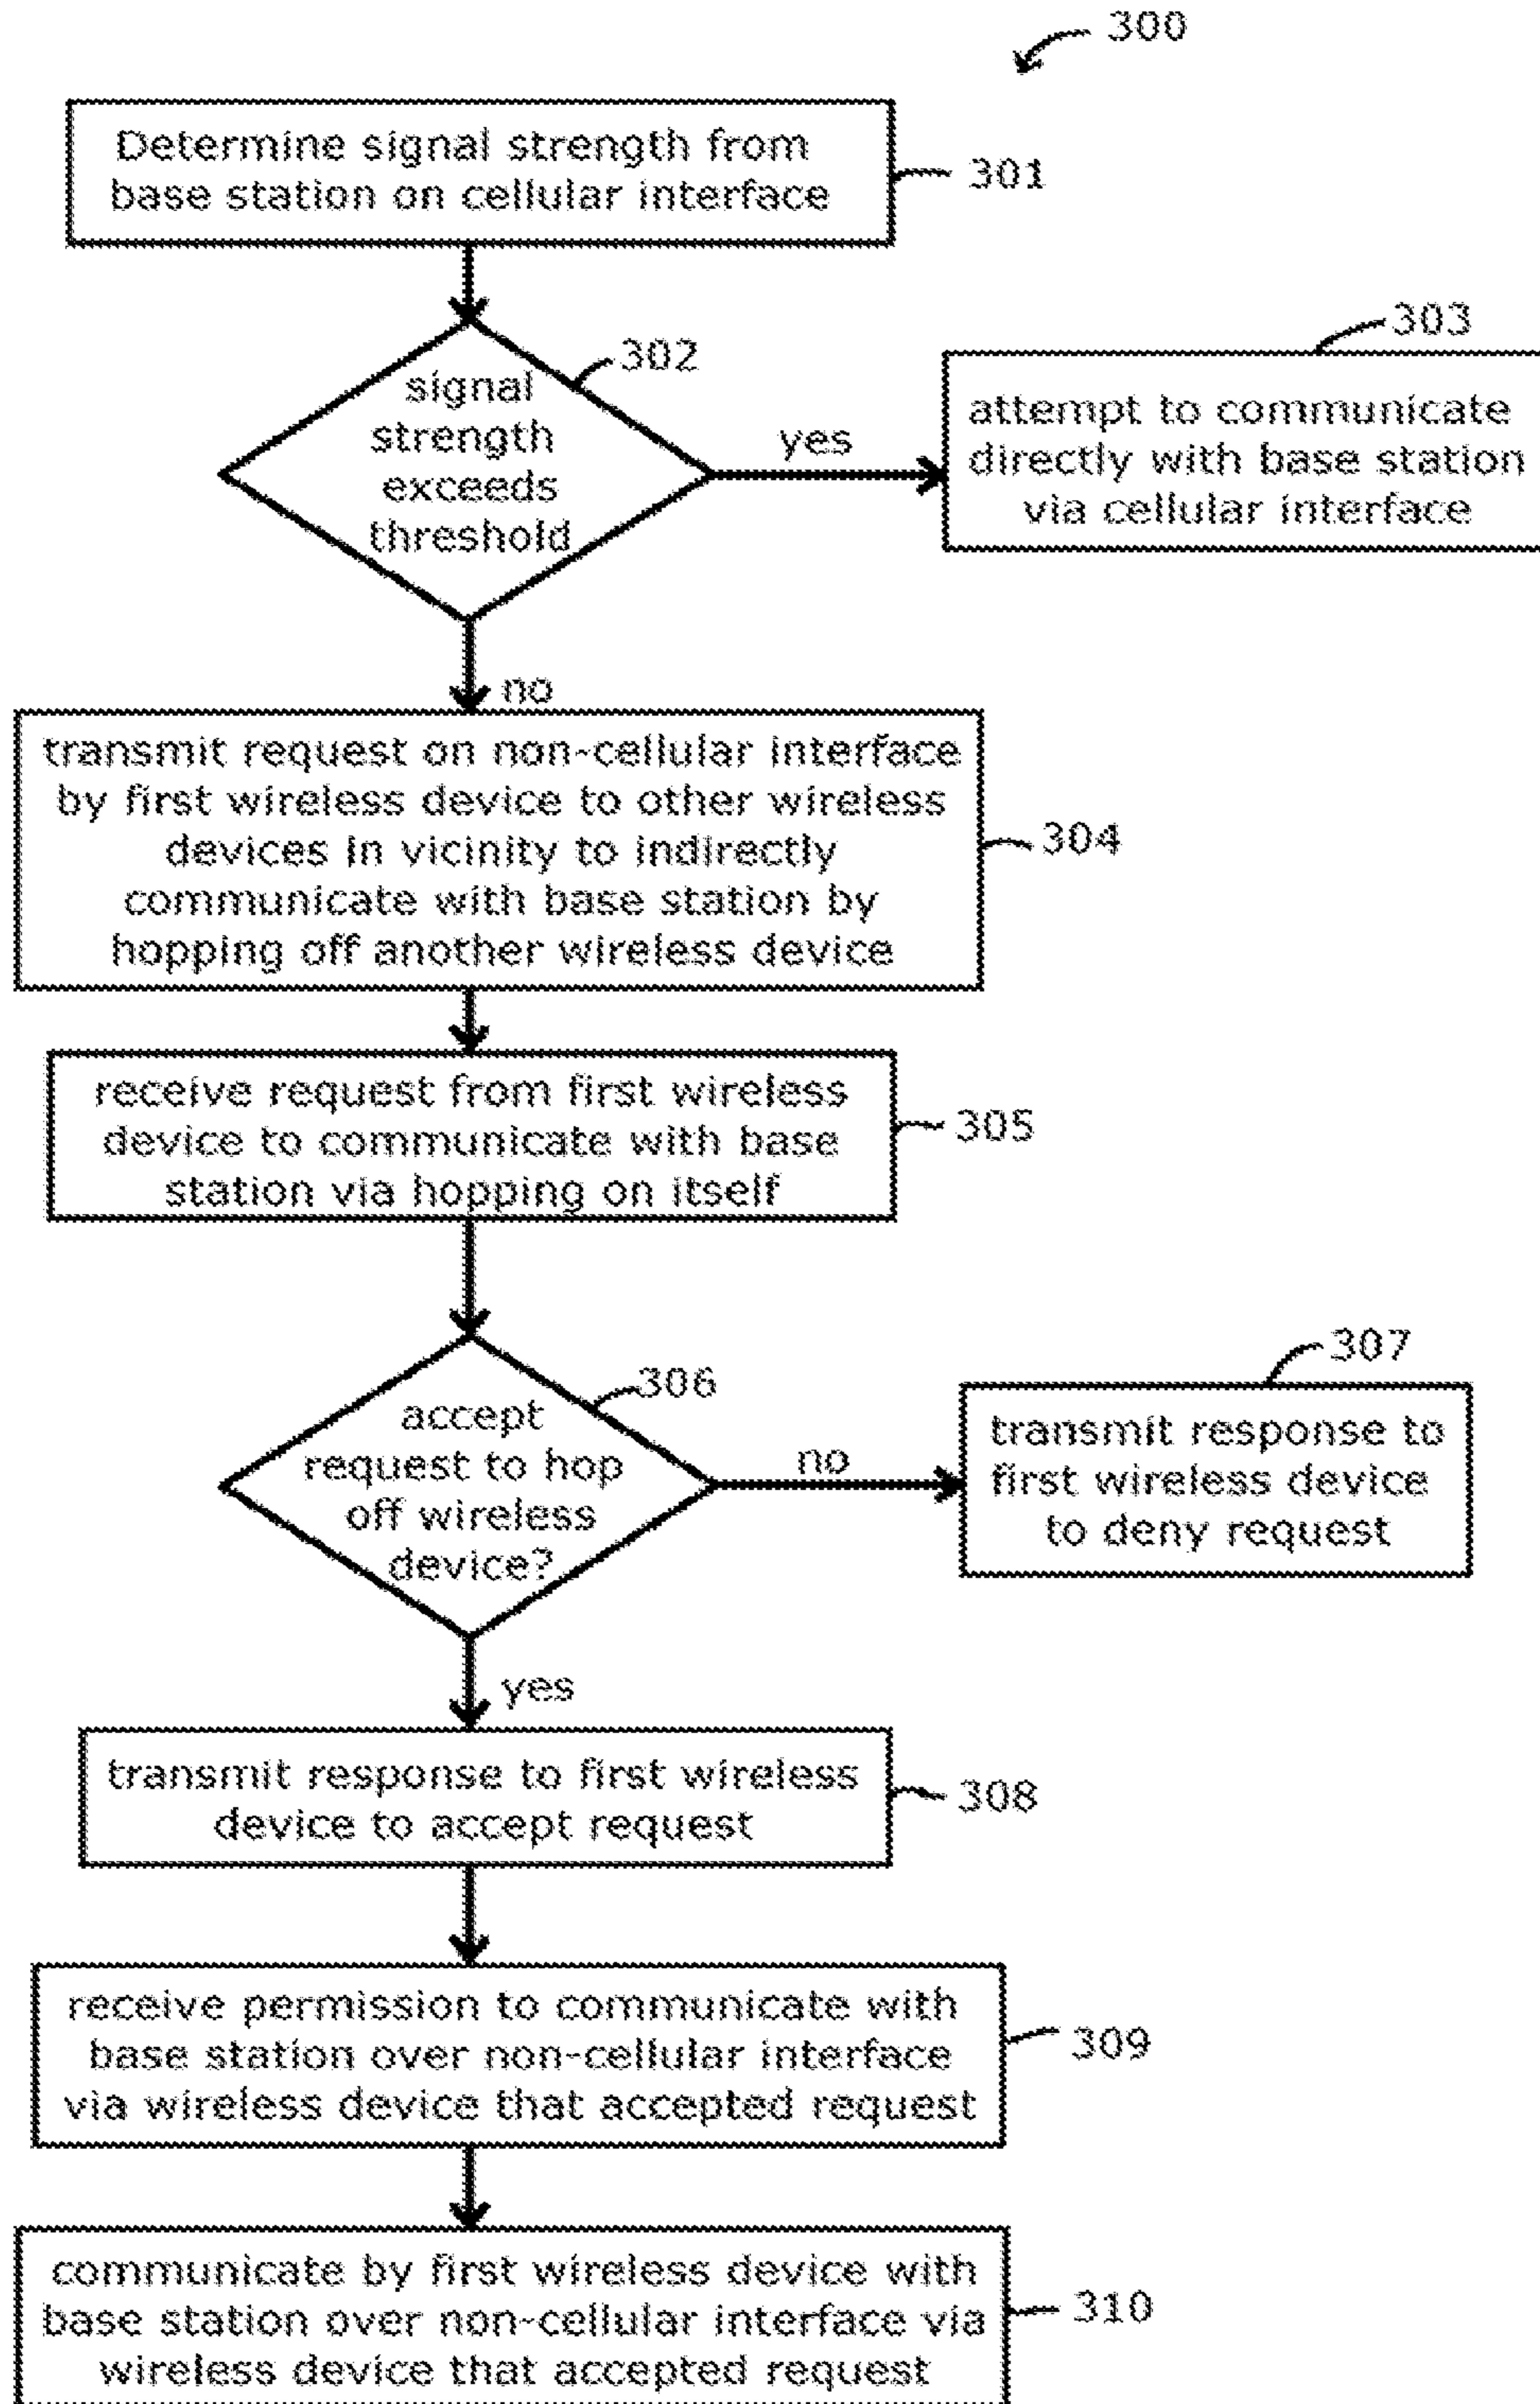 300
Determine signal strength from
base station on cellular interface
301
302
signal
strength
exceeds
threshold
yes
303
attempt to communicate
directly with base station
via cellular interface
no
transmit request on non-cellular interface
by first wireless device to other wireless
devices in vicinity to indirectly
communicate with base station by
hopping off another wireless device
304
receive request from first wireless
device to communicate with base
station via hopping on itself
305
306
accept
request to hop
off wireless
device?
no
307
transmit response to
first wireless device
to deny request
yes
transmit response to first wireless
device to accept request
308
receive permission to communicate with
base station over non-cellular interface
via wireless device that accepted request
309
communicate by first wireless device with
base station over non-cellular interface via
wireless device that accepted request
310